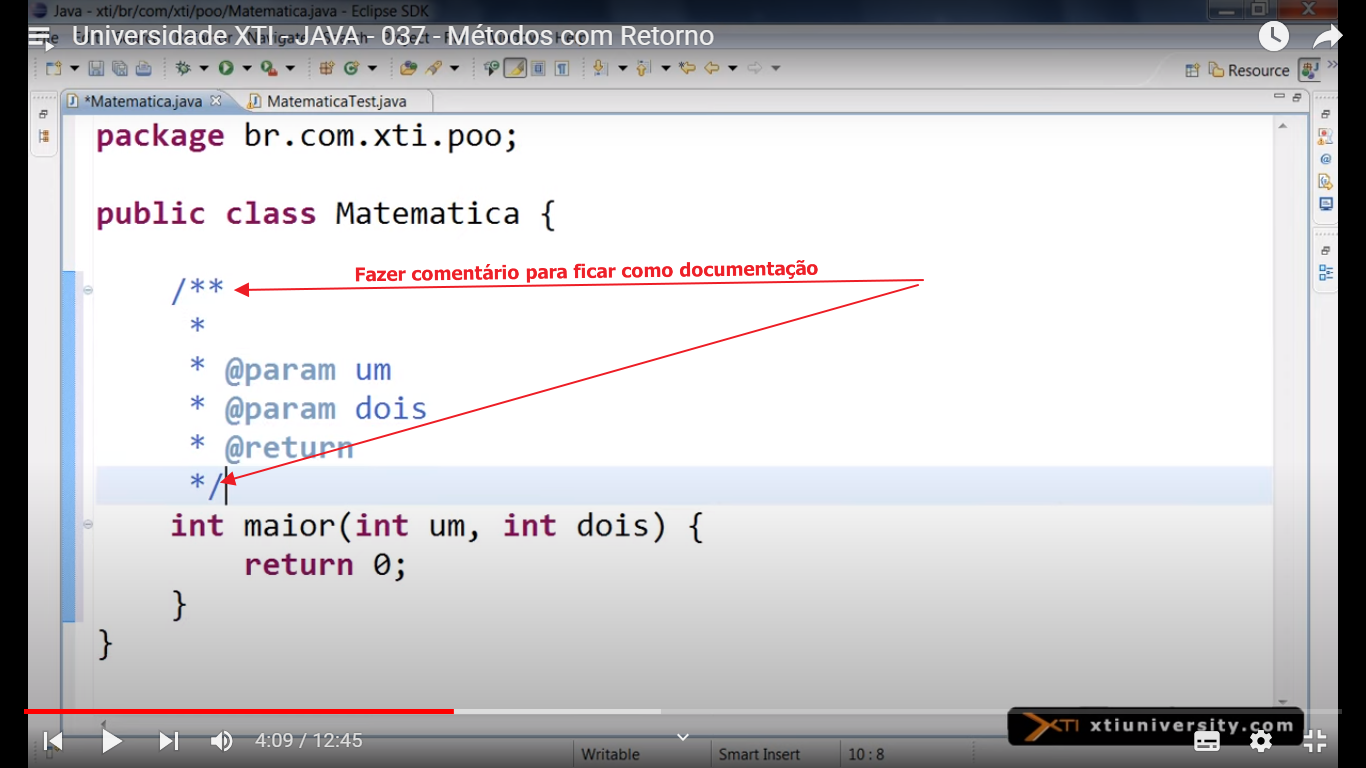 Java - xti/br/com/xti/poo/Matematica.java - Eclipse SDK
Universidade XTI - JAVA - 037 - Métodos com Retorno
Resource
*Matematica.java
MatematicaTest.java
package br.com.xti.poo;
public class Matematica {
Fazer comentário para ficar como documentação
/**
*
* @param um
* @param dois
* @return
*/
int maior(int um, int dois) {
return 0;
}
}
XTI xtiuniversity.com
4:09 / 12:45
Writable
Smart Insert
10 : 8